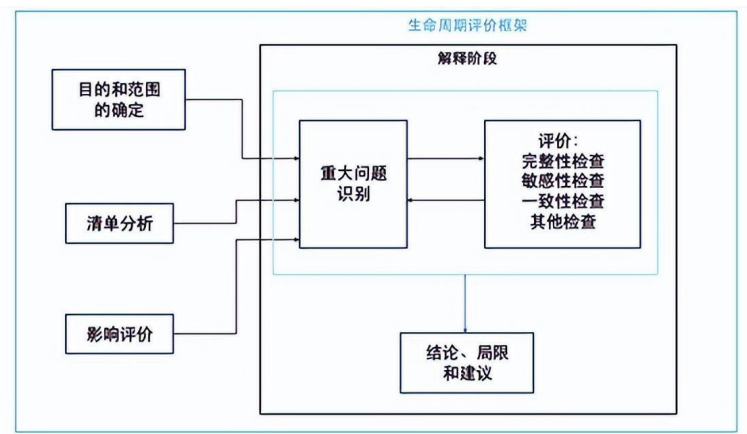 生命周期评价框架
解释阶段
目的和范围
的确定
清单分析
影响评价
重大问题
识别
评价：
完整性检查
敏感性检查
一致性检查
其他检查
结论、局限
和建议